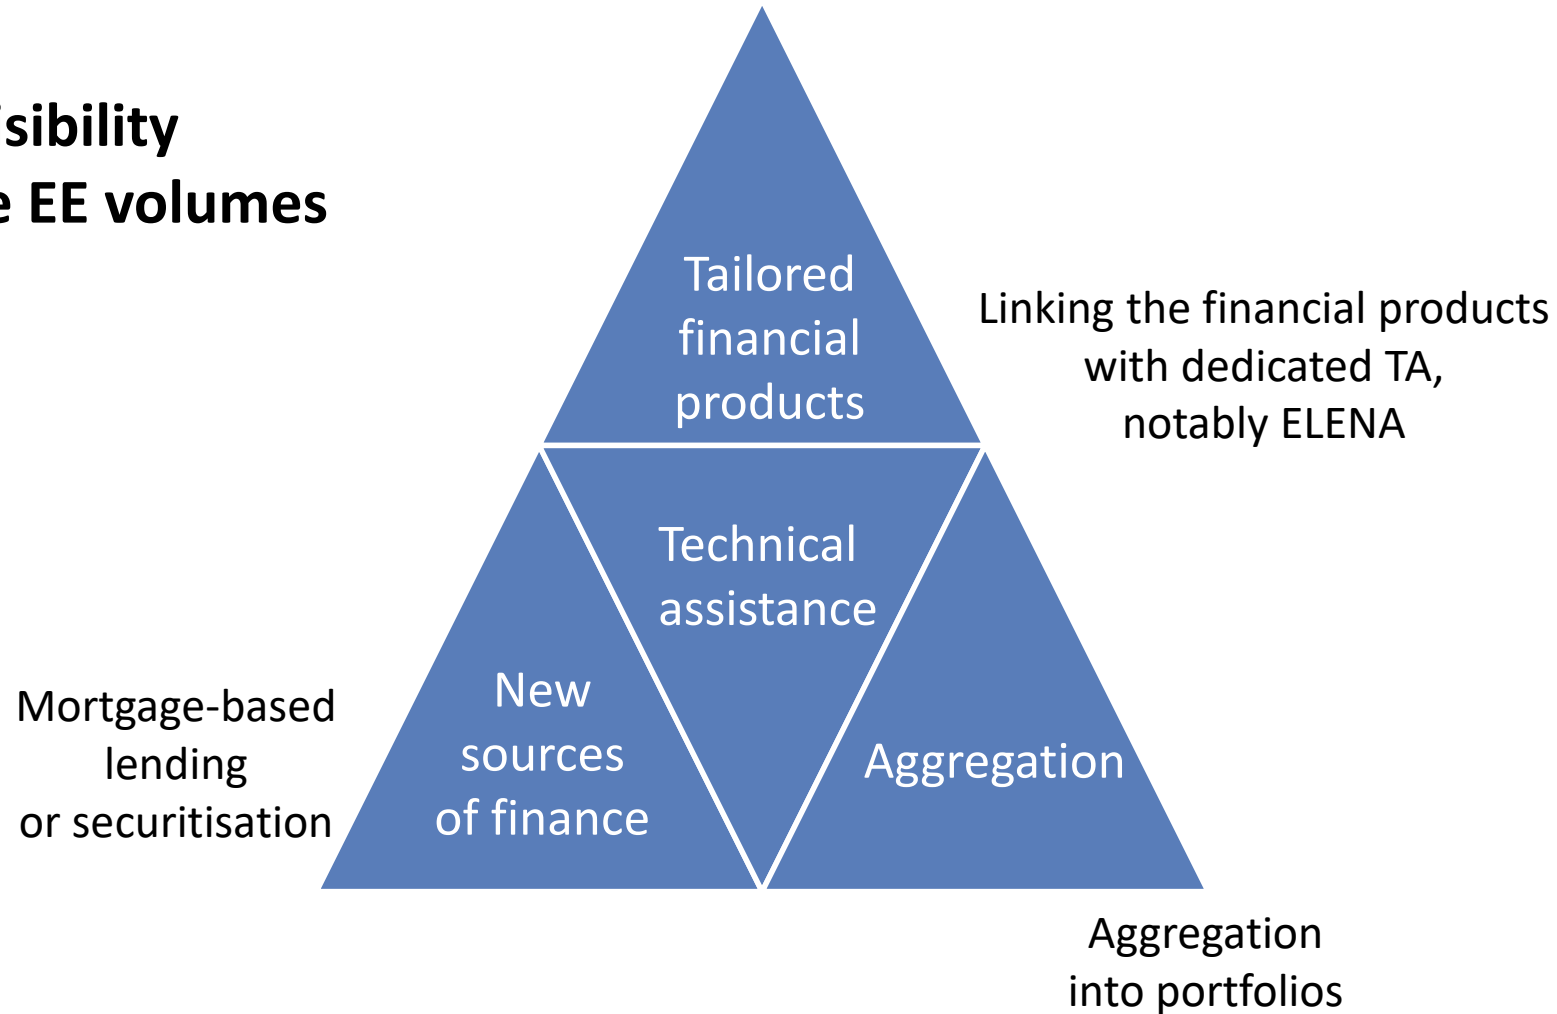 EE volumes
Tailored
financial
products
Linking the financial products
with dedicated TA,
notably ELENA
Technical
assistance
New
sources
of finance
Mortgage-based
lending
or securitisation
Aggregation
Aggregation
into portfolios